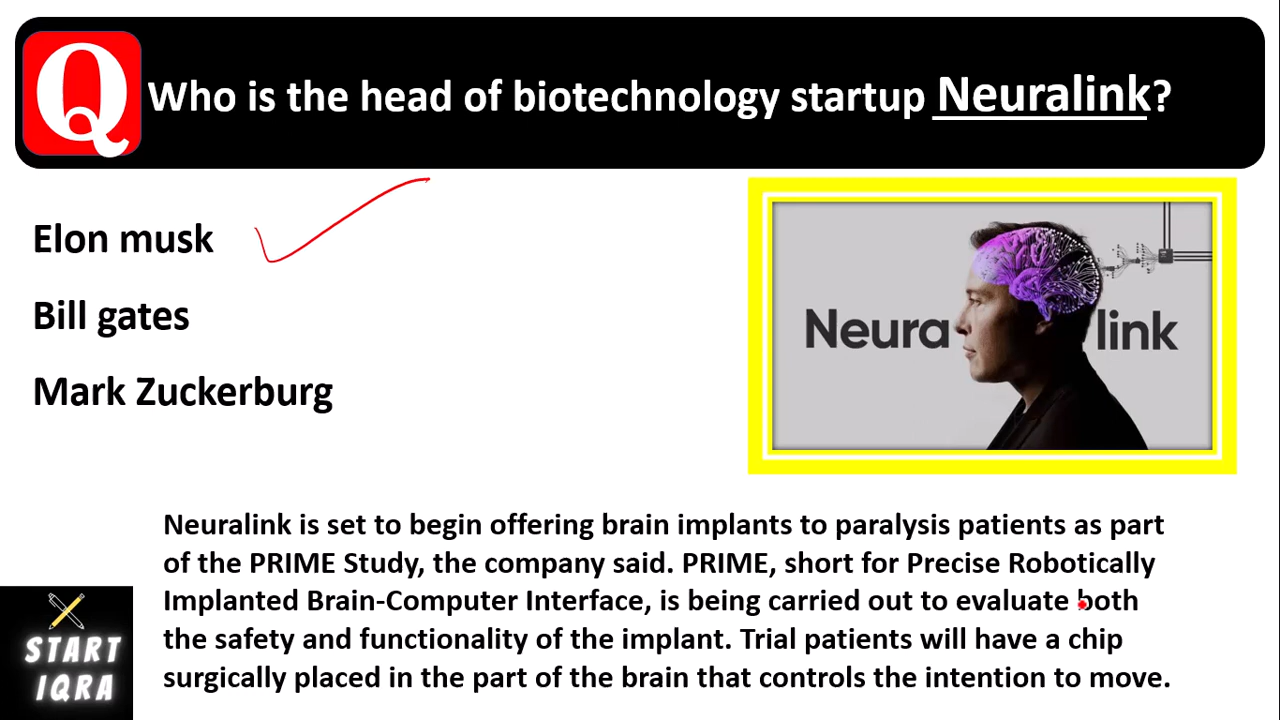 Q Who is the head of biotechnology startup Neuralink?
Elon musk
Bill gates
Mark Zuckerburg
Neura link
Neuralink is set to begin offering brain implants to paralysis patients as part
of the PRIME Study, the company said. PRIME, short for Precise Robotically
Implanted Brain-Computer Interface, is being carried out to evaluate both
the safety and functionality of the implant. Trial patients will have a chip
surgically placed in the part of the brain that controls the intention to move.
START
IQRA